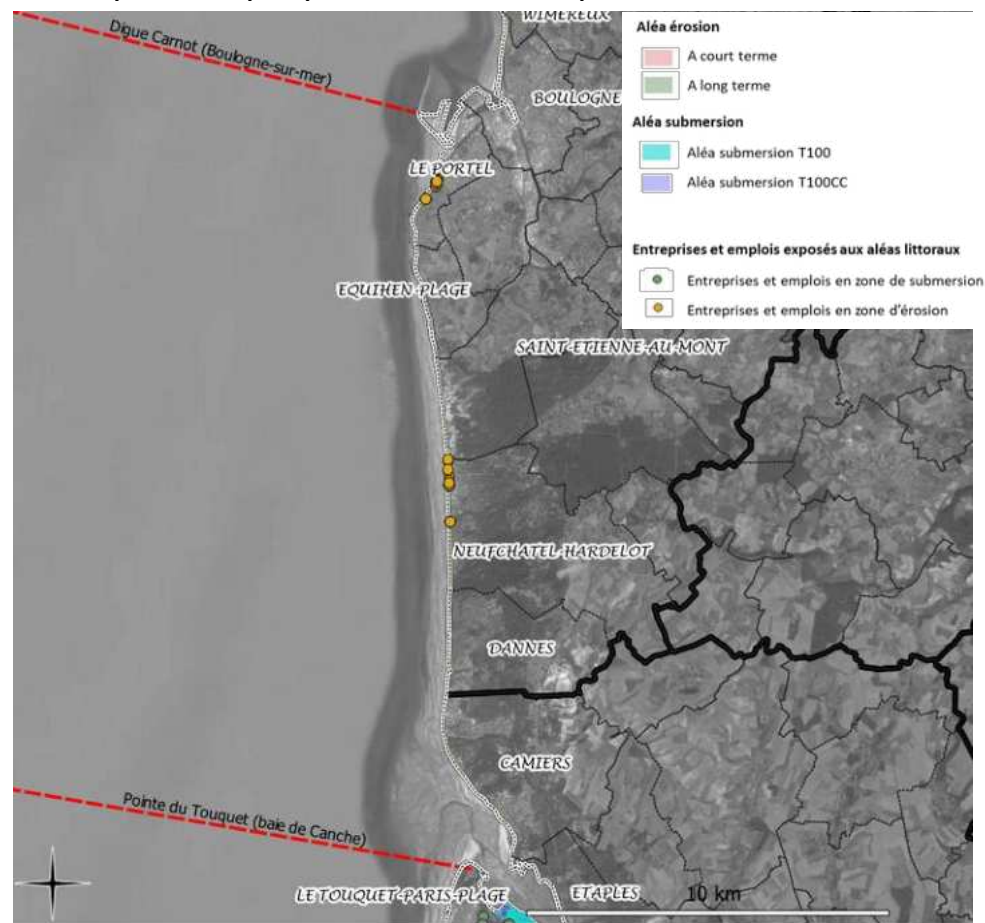 WIMEREUX
Digue Carnot (Boulogne-sur-mer)
BOULOGNE
LE PORTEL
EQUIHEN-PLAGE
SAINT-ETIENNE-AU-MONT
NEUFCHATEL-HARDELOT
DANNES
CAMIERS
Pointe du Touquet (baie de Canche)
LE TOUQUET-PARIS-PLAGE
ETAPLES
10 km
Aléa érosion
A court terme
A long terme
Aléa submersion
Aléa submersion T100
Aléa submersion T100CC
Entreprises et emplois exposés aux aléas littoraux
Entreprises et emplois en zone de submersion
Entreprises et emplois en zone d'érosion